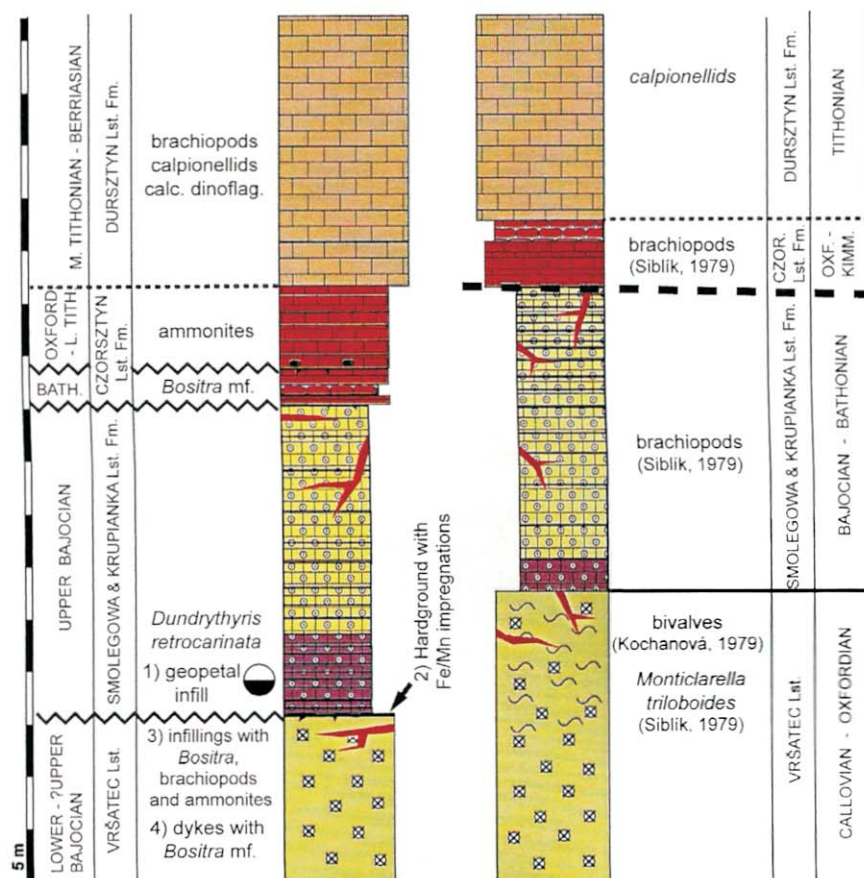 M. TITHONIAN - BERRIASIAN
DURSZTYN Lst. Fm.
brachiopods
calpionellids
calc. dinoflag.
OXFORD
- L. TITH.
CZORSZTYN
Lst. Fm.
ammonites
BATH.
Bositra mf.
UPPER BAJOCIAN
SMOLEGOWA & KRUPIANKA Lst. Fm.
Dundrythyris
retrocarinata
1) geopetal
infill
2) Hardground with
Fe/Mn impregnations
LOWER - ?UPPER
BAJOCIAN
VRŠATEC Lst.
3) infillings with
Bositra,
brachiopods
and ammonites
4) dykes with
Bositra mf.
5 m
calpionellids
DURSZTYN Lst. Fm.
TITHONIAN
brachiopods
(Siblík, 1979)
CZOR.
Lst. Fm.
OXF. -
KIMM.
brachiopods
(Siblík, 1979)
SMOLEGOWA & KRUPIANKA Lst. Fm.
BAJOCIAN - BATHONIAN
bivalves
(Kochanová, 1979)
Monticlarella
triloboides
(Siblík, 1979)
VRŠATEC Lst.
CALLOVIAN - OXFORDIAN